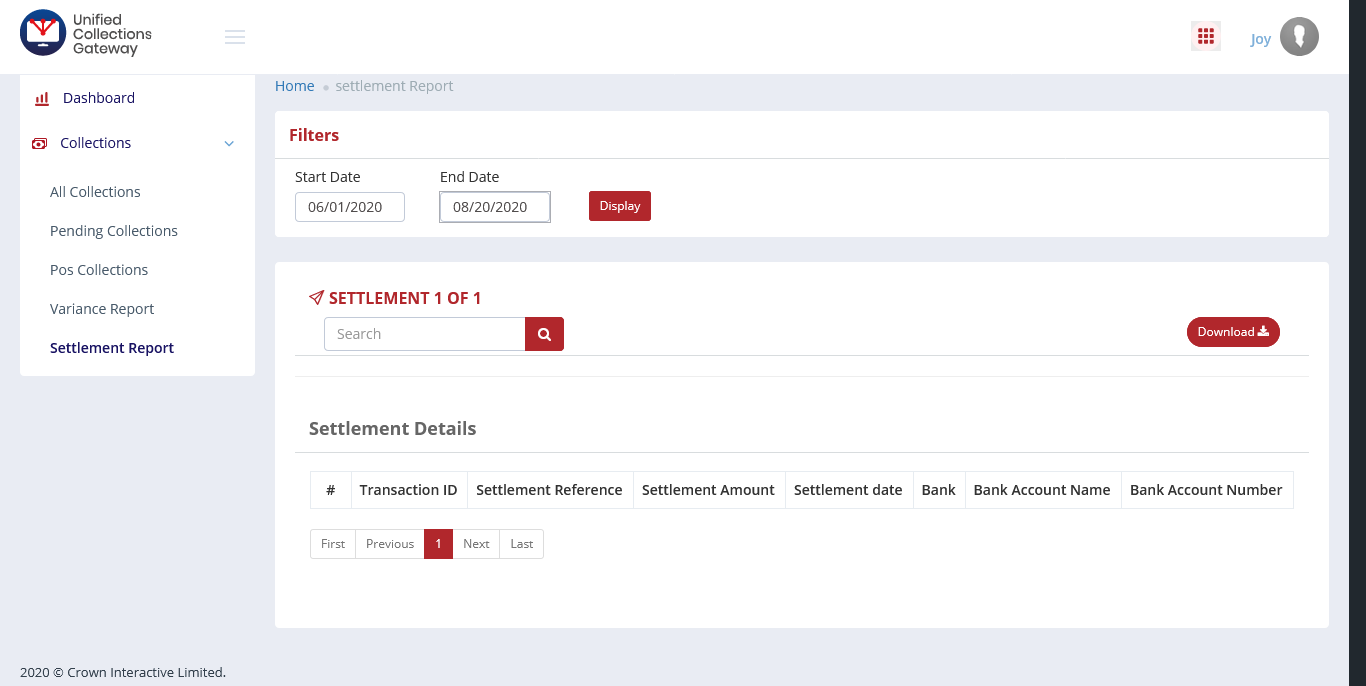 Unified
Collections
Gateway
Joy
Dashboard
Collections
All Collections
Pending Collections
Pos Collections
Variance Report
Settlement Report
Home settlement Report
Filters
Start Date End Date
06/01/2020 08/20/2020 Display
SETTLEMENT 1 OF 1
Search Download
Settlement Details
# Transaction ID Settlement Reference Settlement Amount Settlement date Bank Bank Account Name Bank Account Number
First Previous 1 Next Last
2020 © Crown Interactive Limited.